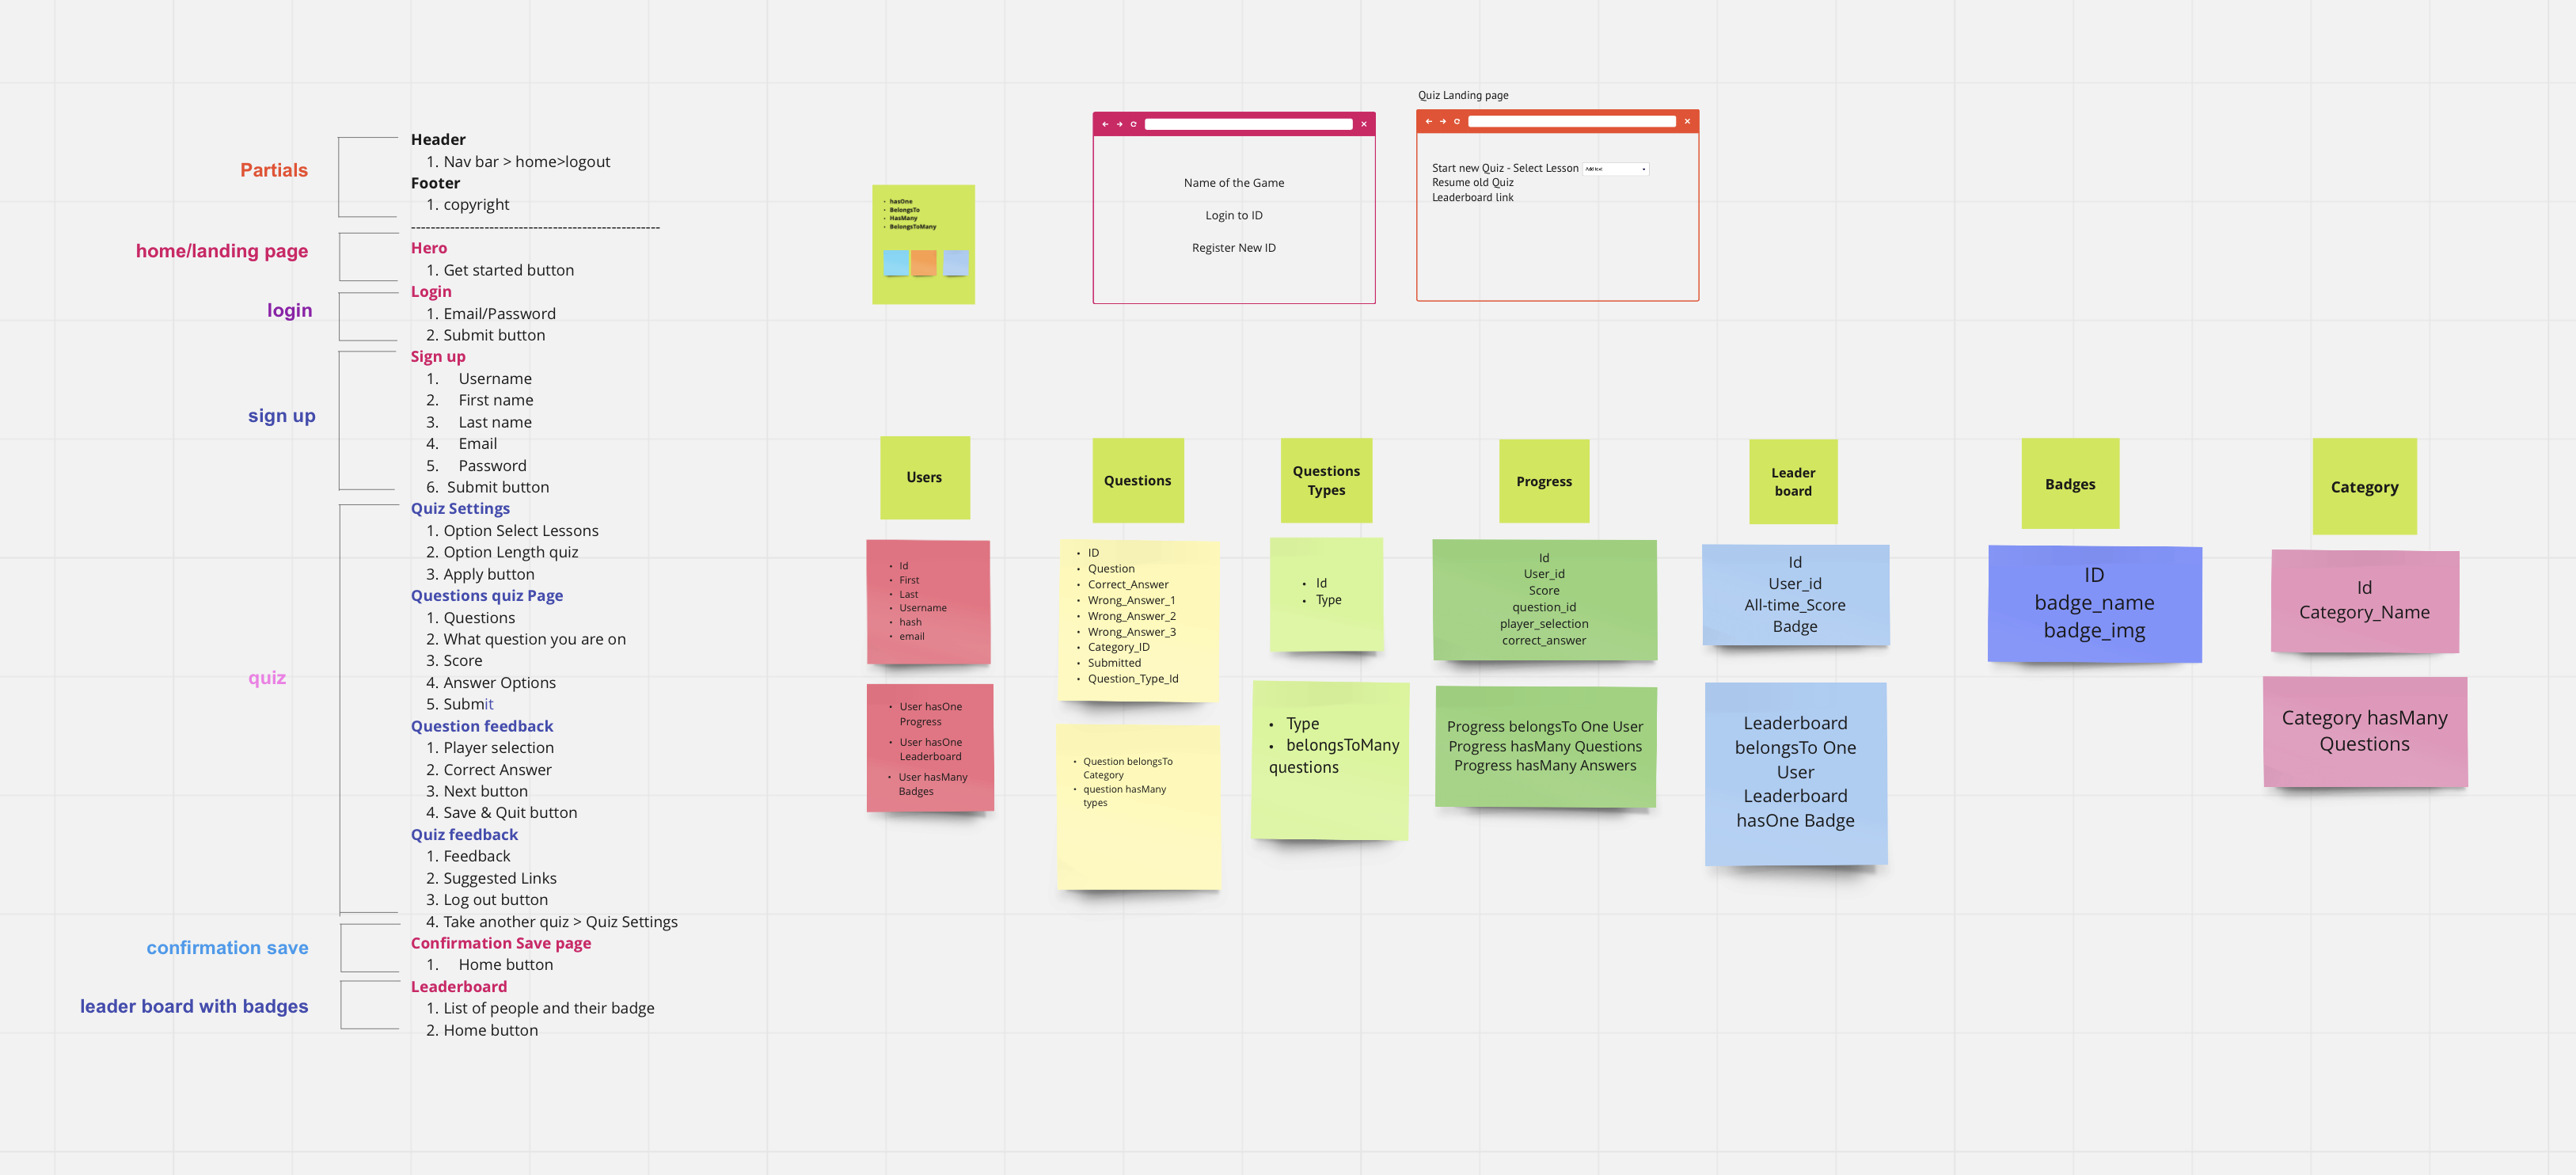 Partials
Header
1. Nav bar > home>logout
Footer
1. copyright
----------------------------------------------------
home/landing page
Hero
1. Get started button
login
Login
1. Email/Password
2. Submit button
sign up
Sign up
1. Username
2. First name
3. Last name
4. Email
5. Password
6. Submit button
quiz
Quiz Settings
1. Option Select Lessons
2. Option Length quiz
3. Apply button
Questions quiz Page
1. Questions
2. What question you are on
3. Score
4. Answer Options
5. Submit
Question feedback
1. Player selection
2. Correct Answer
3. Next button
4. Save & Quit button
Quiz feedback
1. Feedback
2. Suggested Links
3. Log out button
4. Take another quiz > Quiz Settings
confirmation save
Confirmation Save page
1. Home button
leader board with badges
Leaderboard
1. List of people and their badge
2. Home button
• hasOne
• BelongsTo
• HasMany
• BelongsToMany
Name of the Game
Login to ID
Register New ID
Quiz Landing page
Start new Quiz - Select Lesson Add text
Resume old Quiz
Leaderboard link
Users
• Id
• First
• Last
• Username
• hash
• email
• User hasOne
Progress
• User hasOne
Leaderboard
• User hasMany
Badges
Questions
• ID
• Question
• Correct_Answer
• Wrong_Answer_1
• Wrong_Answer_2
• Wrong_Answer_3
• Category_ID
• Submitted
• Question_Type_Id
• Question belongsTo
Category
• question hasMany
types
Questions
Types
• Id
• Type
• Type
• belongsToMany
questions
Progress
Id
User_id
Score
question_id
player_selection
correct_answer
Progress belongsTo One User
Progress hasMany Questions
Progress hasMany Answers
Leader
board
Id
User_id
All-time_Score
Badge
Leaderboard
belongsTo One
User
Leaderboard
hasOne Badge
Badges
ID
badge_name
badge_img
Category
Id
Category_Name
Category hasMany
Questions